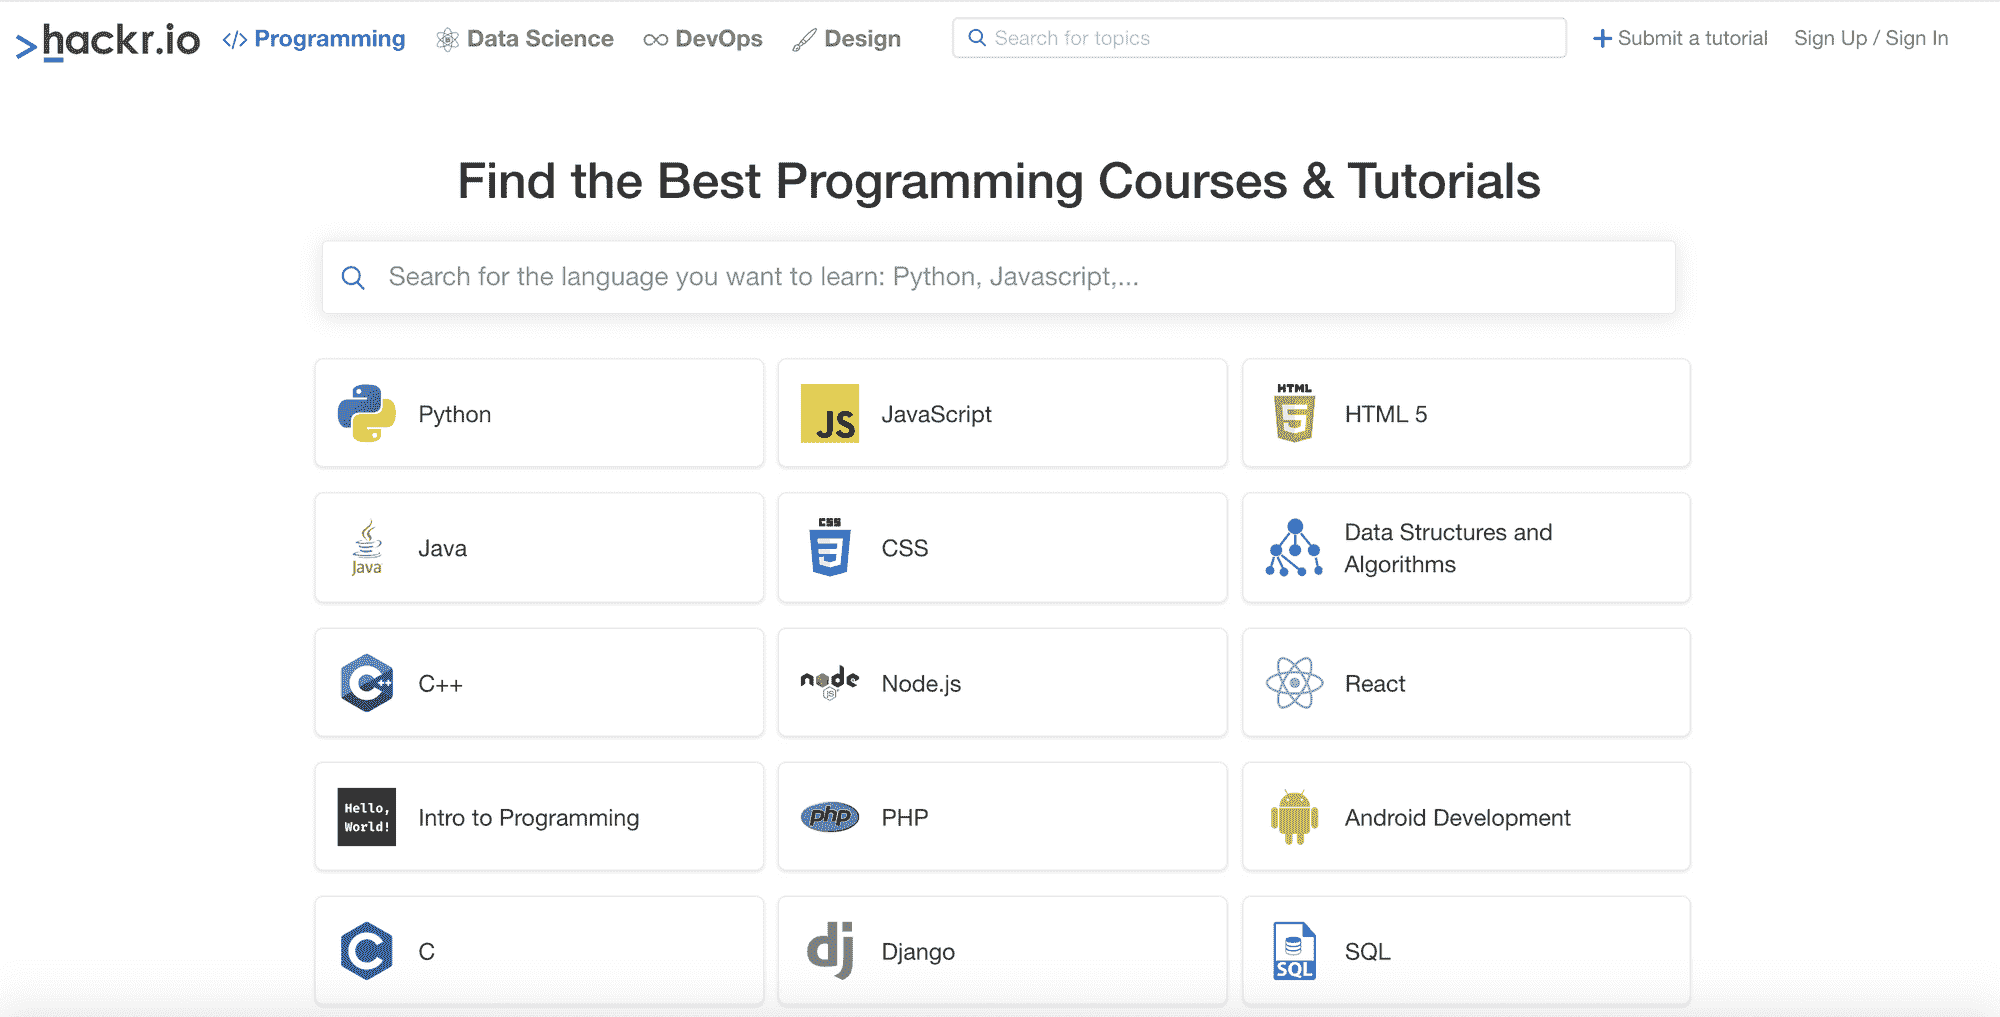 >hackr.io </> Programming Data Science DevOps Design Search for topics + Submit a tutorial Sign Up / Sign In
Find the Best Programming Courses & Tutorials
Search for the language you want to learn: Python, Javascript,...
Python
JS JavaScript
HTML 5 HTML 5
Java Java
CSS 3 CSS
Data Structures and
Algorithms
C++ C++
node JS Node.js
React
Hello,
World!
Intro to Programming
php PHP
Android Development
C C
dj Django
SQL SQL